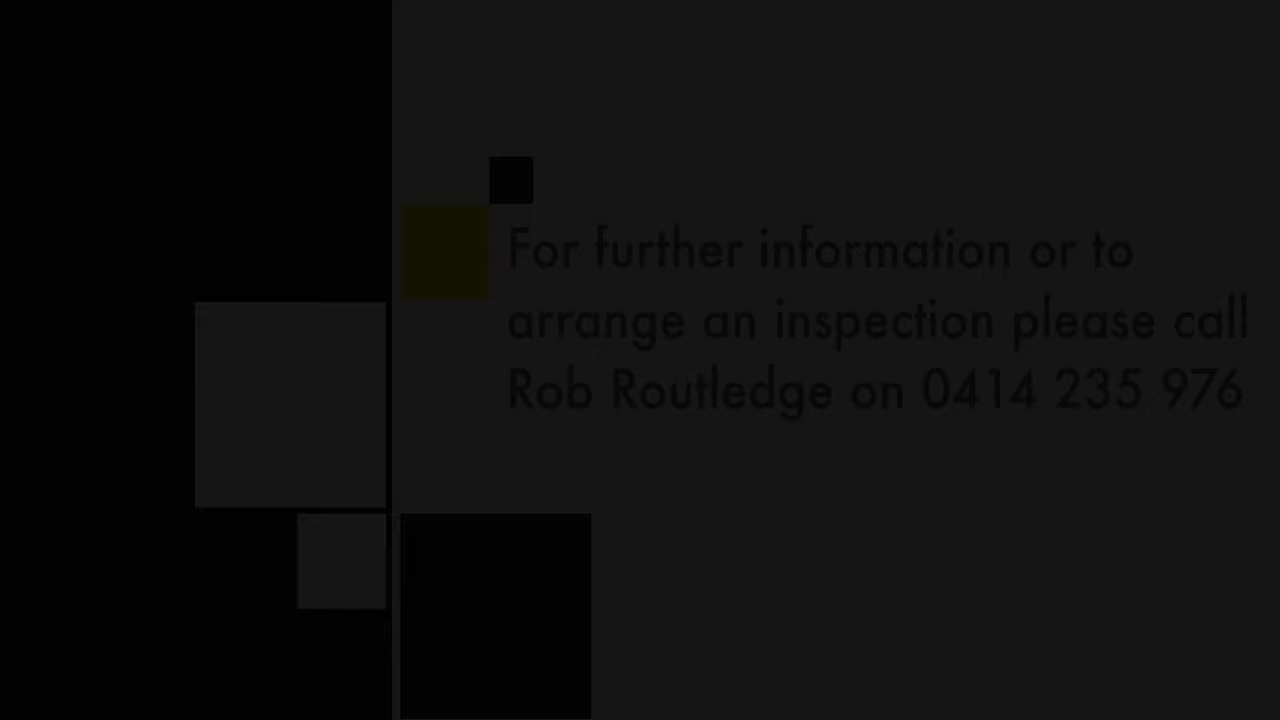 For further information or to
arrange an inspection please call
Rob Routledge on 0414 235 976